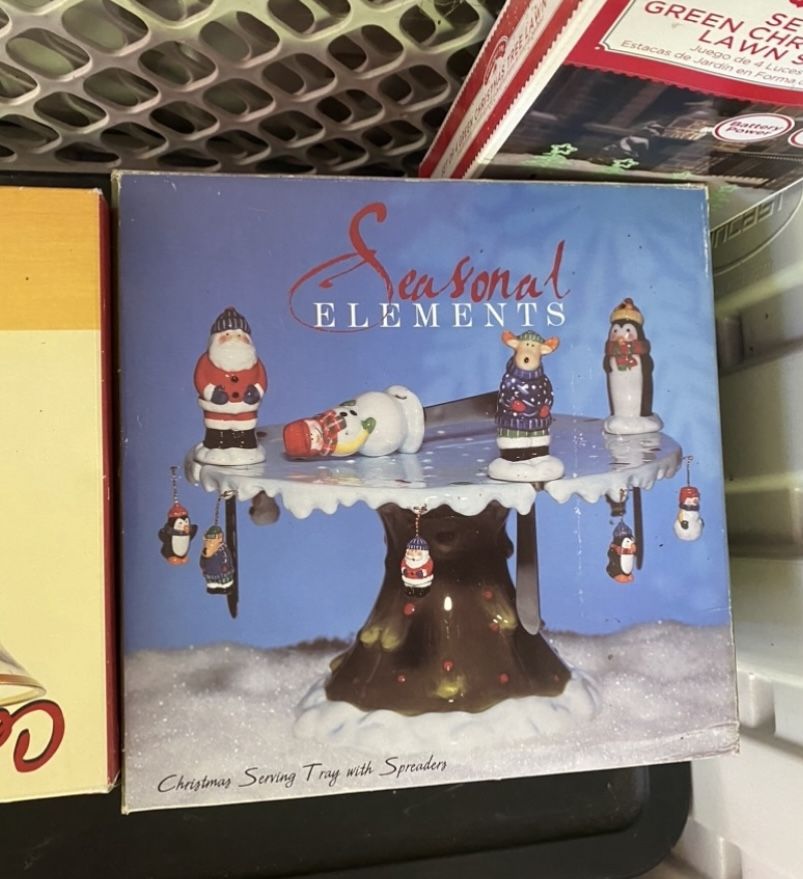 SE
GREEN CHR
LAWN S
Juego de 4 Luces
Estacas de Jardín en Forma
Battery
Power
Seasonal
ELEMENTS
Christmas Serving Tray with Spreaders